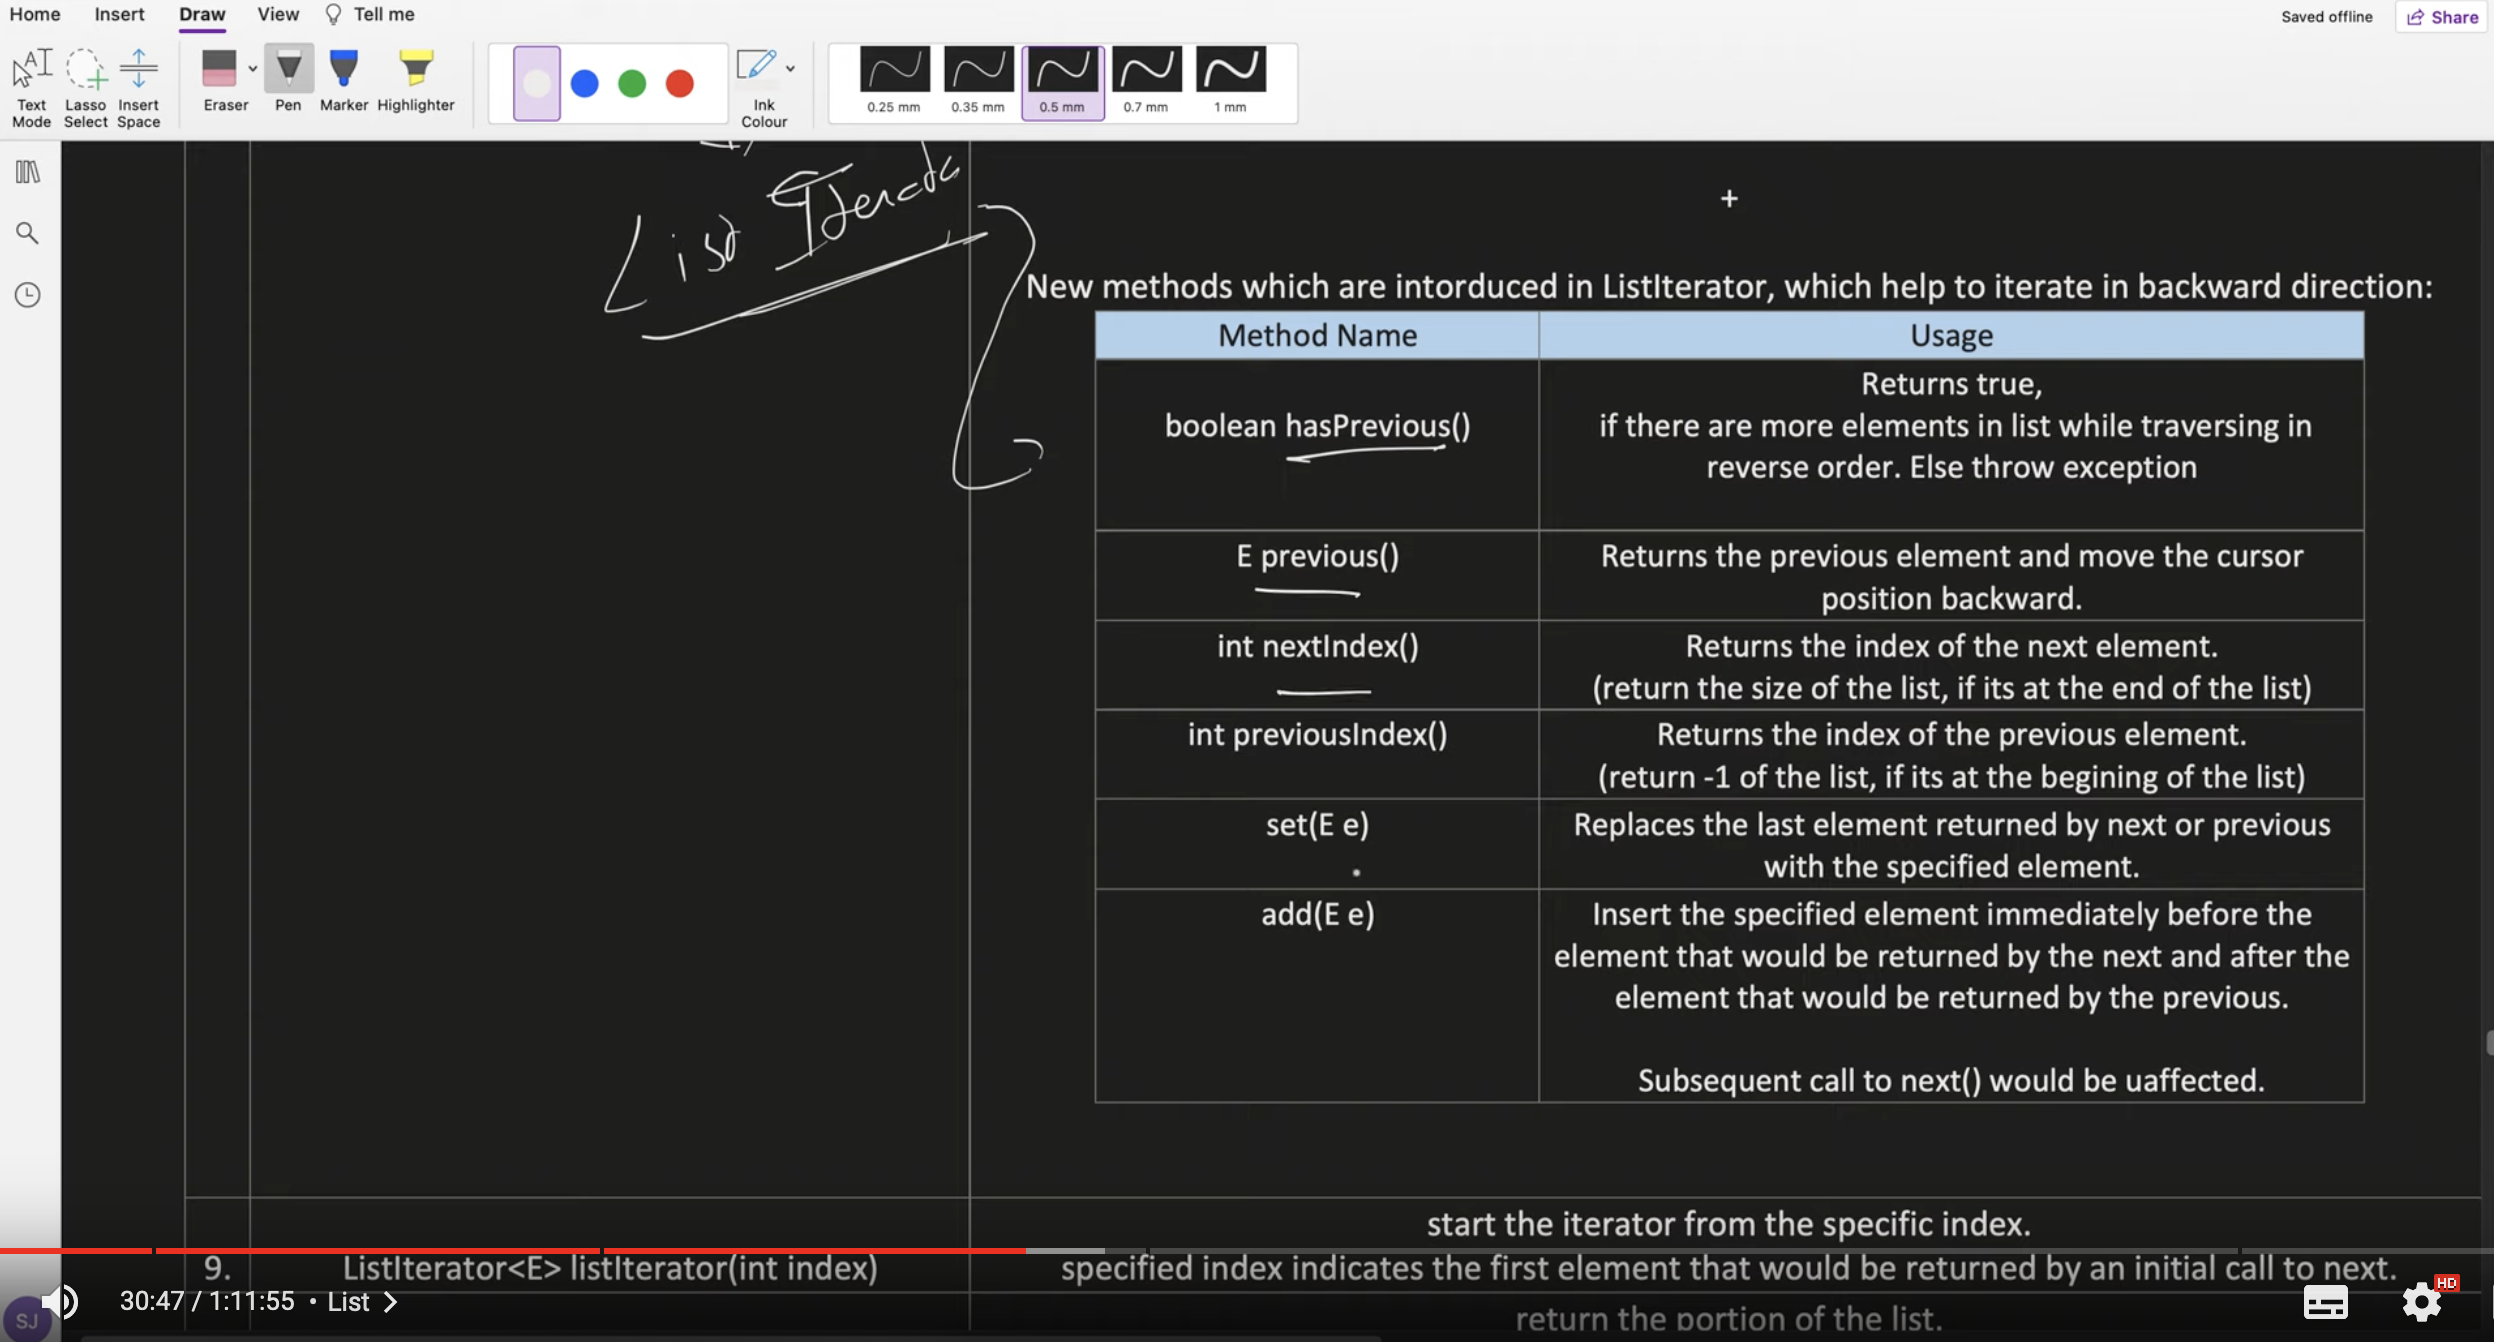 Home Insert Draw View Tell me
Saved offline Share
Text Mode
Lasso Select
Insert Space
Eraser
Pen
Marker
Highlighter
Ink Colour
0.25 mm
0.35 mm
0.5 mm
0.7 mm
1 mm
List
New methods which are intorduced in ListIterator, which help to iterate in backward direction:
Method Name Usage
boolean hasPrevious()
Returns true,
if there are more elements in list while traversing in
reverse order. Else throw exception
E previous()
Returns the previous element and move the cursor
position backward.
int nextIndex()
Returns the index of the next element.
(return the size of the list, if its at the end of the list)
int previousIndex()
Returns the index of the previous element.
(return -1 of the list, if its at the begining of the list)
set(E e)
Replaces the last element returned by next or previous
with the specified element.
add(E e)
Insert the specified element immediately before the
element that would be returned by the next and after the
element that would be returned by the previous.
Subsequent call to next() would be uaffected.
9. ListIterator<E> listIterator(int index)
start the iterator from the specific index.
specified index indicates the first element that would be returned by an initial call to next.
return the portion of the list.
SJ
30:47 / 1:11:55 • List
HD